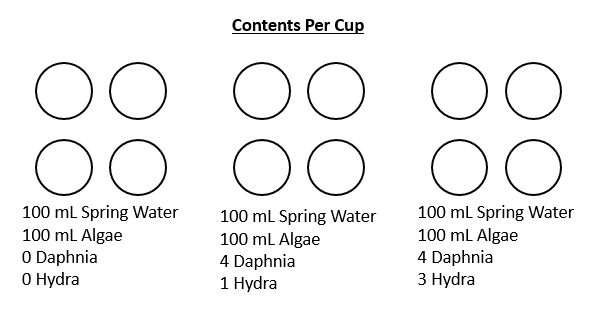 Contents Per Cup
100 mL Spring Water
100 mL Algae
0 Daphnia
0 Hydra
100 mL Spring Water
100 mL Algae
4 Daphnia
1 Hydra
100 mL Spring Water
100 mL Algae
4 Daphnia
3 Hydra